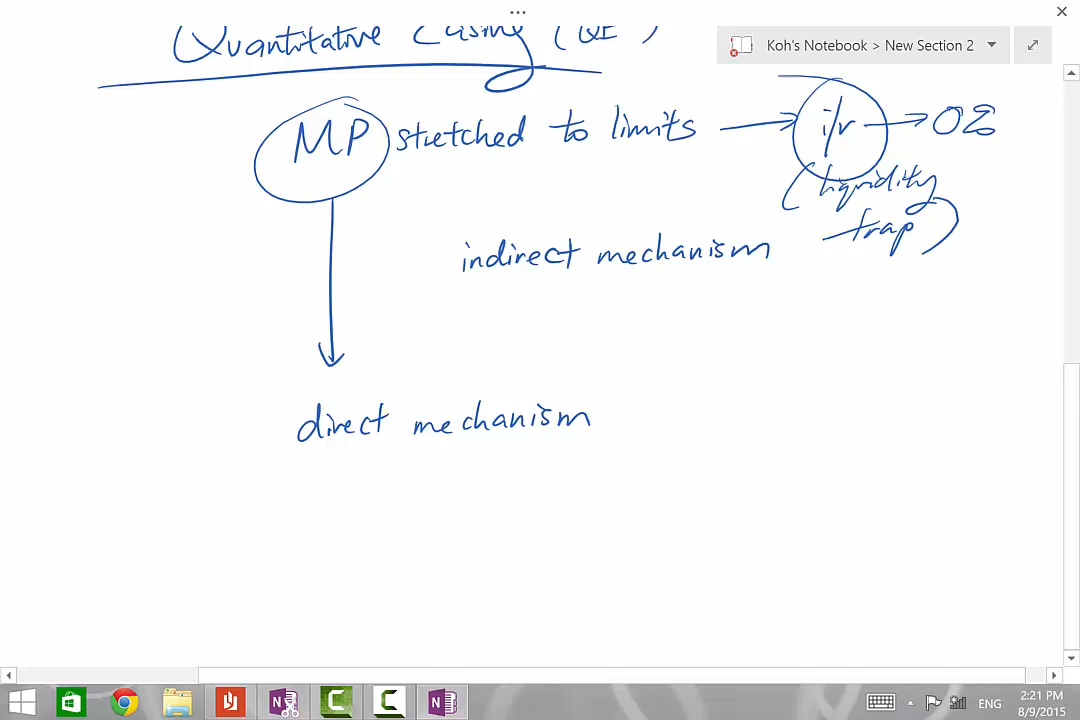 Quantitative Easing (QE)
Koh's Notebook > New Section 2
MP stretched to limits → i/r → 0%
(liquidity
trap)
indirect mechanism
direct mechanism
ENG
2:21 PM
8/9/2015